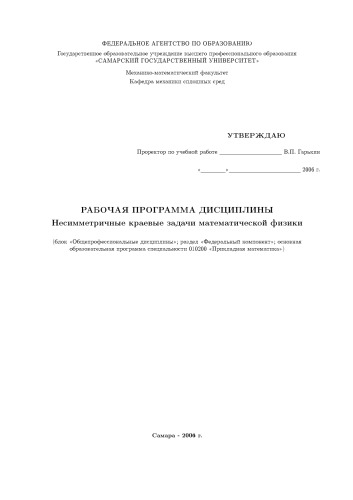 ФЕДЕРАЛЬНОЕ АГЕНТСТВО ПО ОБРАЗОВАНИЮ
Государственное образовательное учреждение высшего профессионального образования
«САМАРСКИЙ ГОСУДАРСТВЕННЫЙ УНИВЕРСИТЕТ»
Механико-математический факультет
Кафедра механики сплошных сред
УТВЕРЖДАЮ
Проректор по учебной работе ____________________ В.П. Гарькин
«________»______________________ 2006 г.
РАБОЧАЯ ПРОГРАММА ДИСЦИПЛИНЫ
Несимметричные краевые задачи математической физики
(блок «Общепрофессиональные дисциплины»; раздел «Федеральный компонент»; основная
образовательная программа специальности 010200 «Прикладная математика»)
Самара - 2006 г.